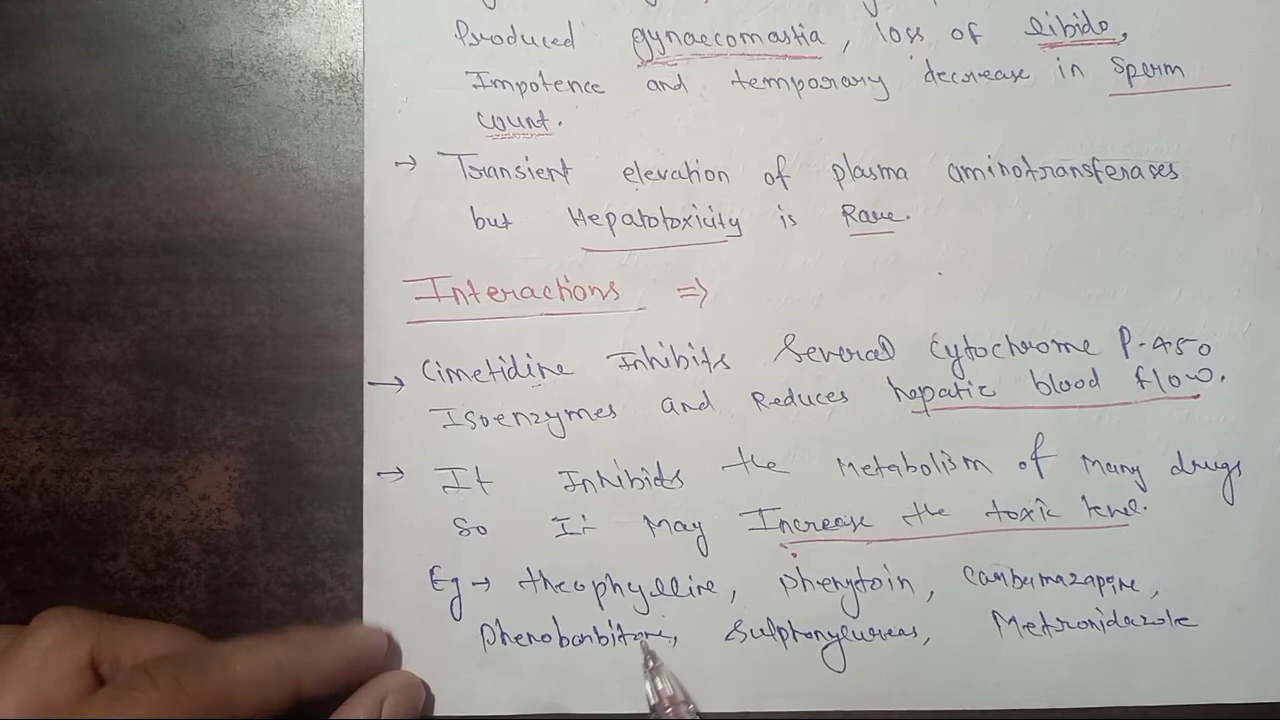 Produced gynaecomastia, loss of libido,
Impotence and temporary decrease in Sperm
count.
→ Transient elevation of plasma aminotransferases
but Hepatotoxicity is Rare.
Interactions ⇒
→ Cimetidine Inhibits Several Cytochrome P-450
Isoenzymes and Reduces hepatic blood flow.
→ It Inhibits the Metabolism of Many drugs
So It May Increase the toxic level.
Eg → theophylline, Phenytoin, Carbamazapine,
Phenobarbitone, Sulphonylureas, Metronidazole